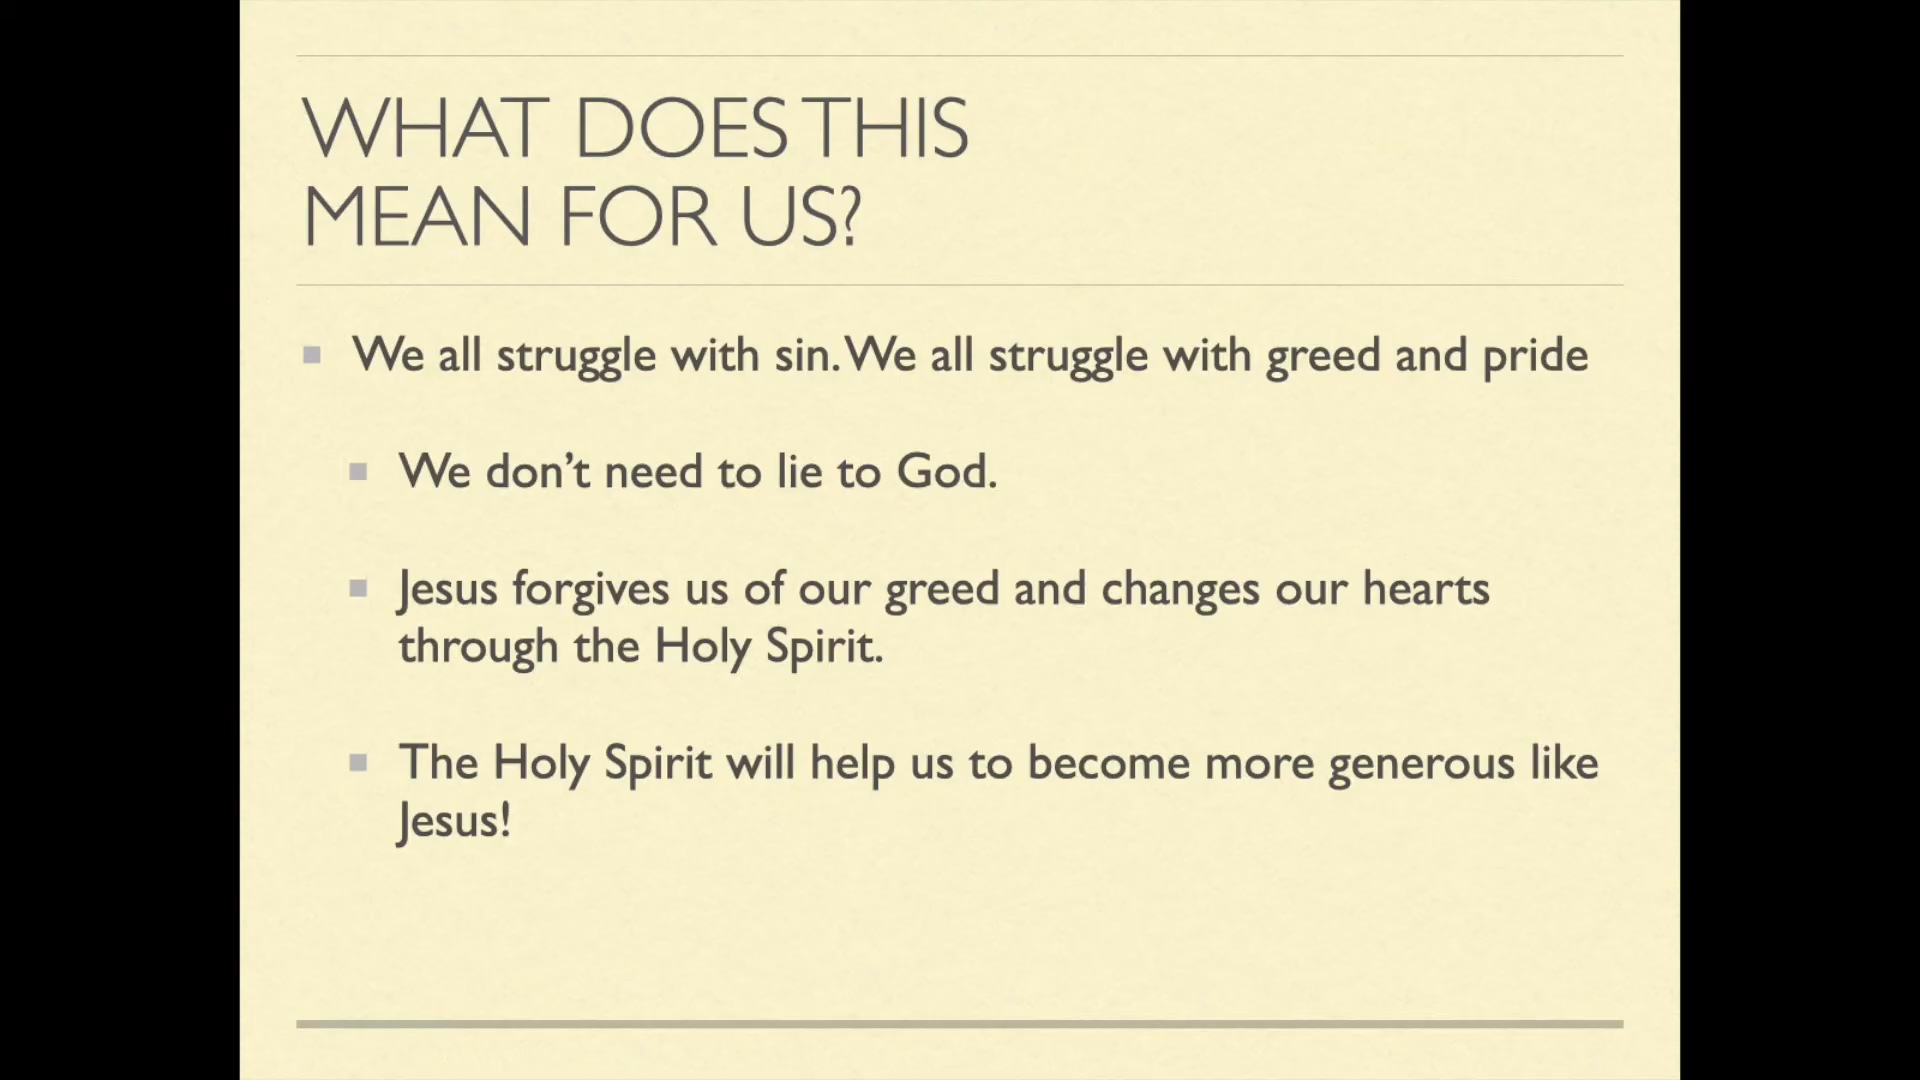 WHAT DOES THIS
MEAN FOR US?
We all struggle with sin. We all struggle with greed and pride
We don’t need to lie to God.
Jesus forgives us of our greed and changes our hearts
through the Holy Spirit.
The Holy Spirit will help us to become more generous like
Jesus!